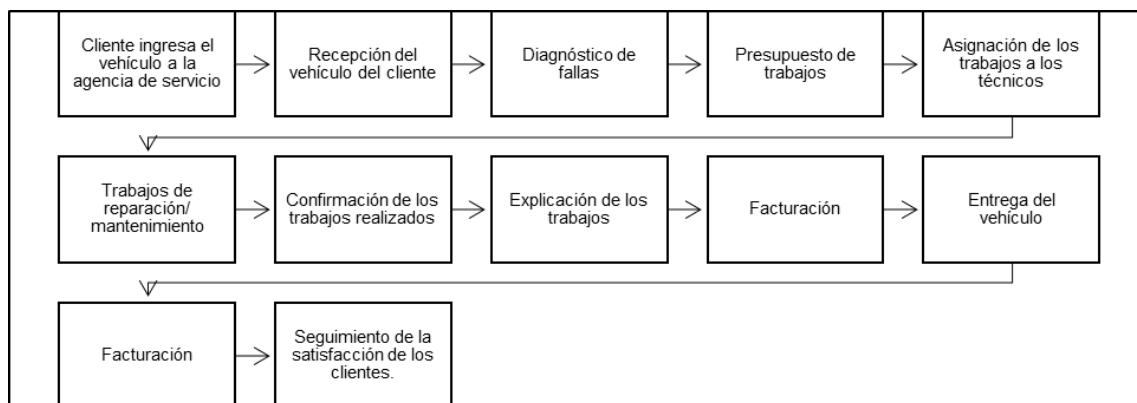 Cliente ingresa el
vehículo a la
agencia de servicio
Recepción del
vehículo del cliente
Diagnóstico de
fallas
Presupuesto de
trabajos
Asignación de los
trabajos a los
técnicos
Trabajos de
reparación/
mantenimiento
Confirmación de los
trabajos realizados
Explicación de los
trabajos
Facturación
Entrega del
vehículo
Facturación
Seguimiento de la
satisfacción de los
clientes.